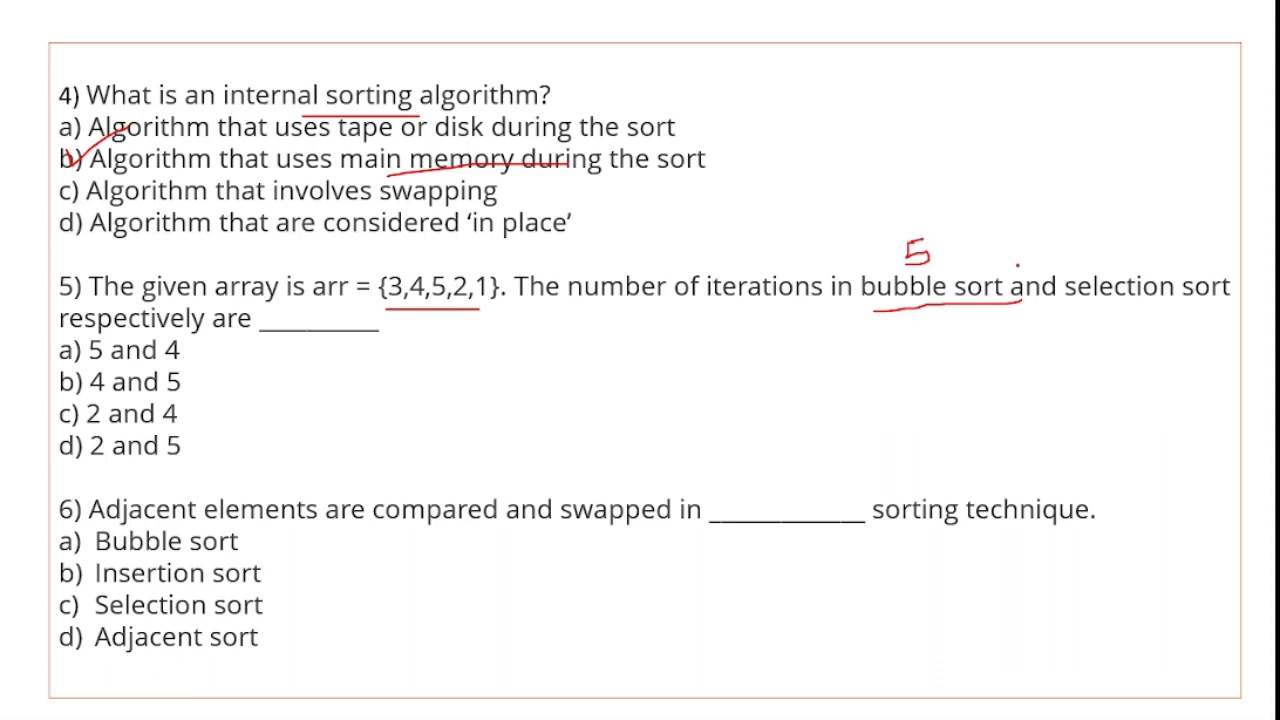 4) What is an internal sorting algorithm?
a) Algorithm that uses tape or disk during the sort
b) Algorithm that uses main memory during the sort
c) Algorithm that involves swapping
d) Algorithm that are considered ‘in place’
5
5) The given array is arr = {3,4,5,2,1}. The number of iterations in bubble sort and selection sort
respectively are __________
a) 5 and 4
b) 4 and 5
c) 2 and 4
d) 2 and 5
6) Adjacent elements are compared and swapped in _____________ sorting technique.
a) Bubble sort
b) Insertion sort
c) Selection sort
d) Adjacent sort